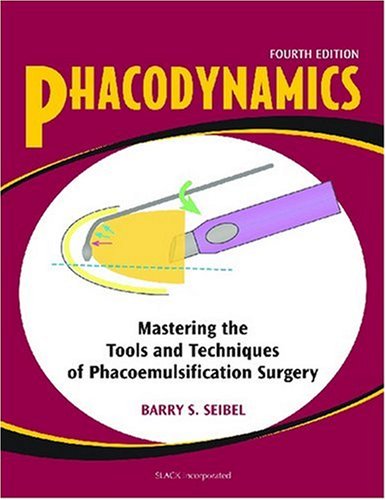 FOURTH EDITION
PHACODYNAMICS
Mastering the
Tools and Techniques
of Phacoemulsification Surgery
BARRY S. SEIBEL
SLACK Incorporated